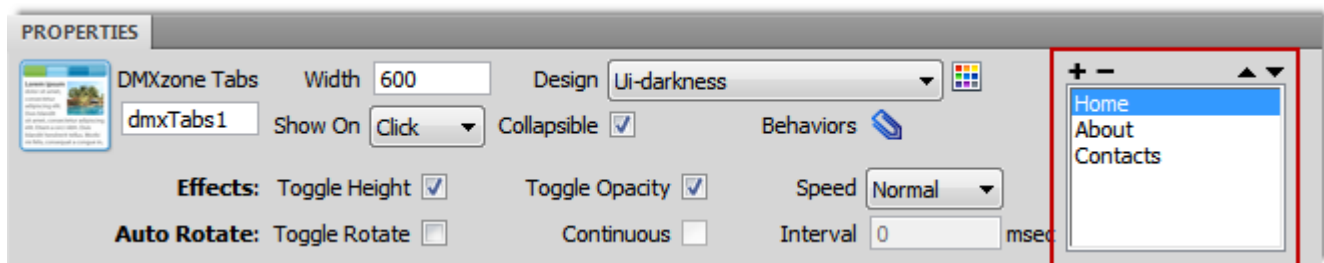 PROPERTIES
DMXzone Tabs Width 600 Design Ui-darkness
dmxTabs1 Show On Click Collapsible Behaviors
Effects: Toggle Height Toggle Opacity Speed Normal
Auto Rotate: Toggle Rotate Continuous Interval 0 msec
+ −
Home
About
Contacts